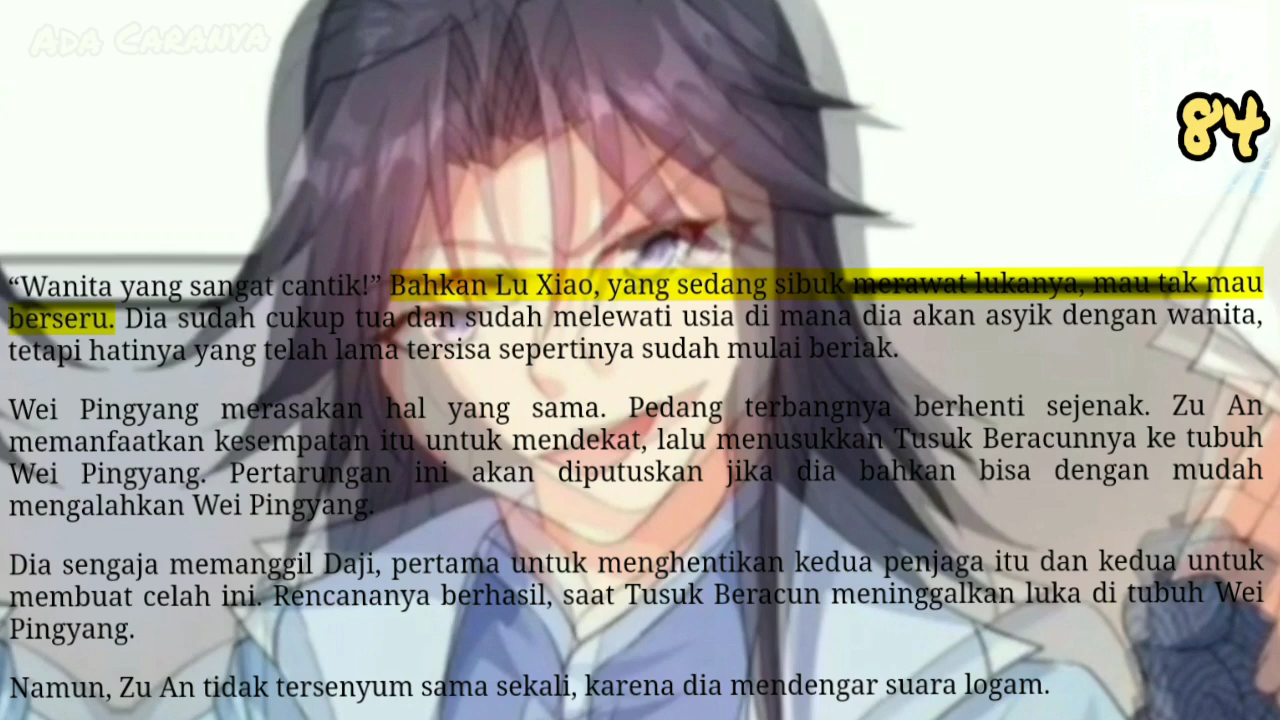 Ada Caranya
84
“Wanita yang sangat cantik!” Bahkan Lu Xiao, yang sedang sibuk merawat lukanya, mau tak mau
berseru. Dia sudah cukup tua dan sudah melewati usia di mana dia akan asyik dengan wanita,
tetapi hatinya yang telah lama tersisa sepertinya sudah mulai beriak.
Wei Pingyang merasakan hal yang sama. Pedang terbangnya berhenti sejenak. Zu An
memanfaatkan kesempatan itu untuk mendekat, lalu menusukkan Tusuk Beracunnya ke tubuh
Wei Pingyang. Pertarungan ini akan diputuskan jika dia bahkan bisa dengan mudah
mengalahkan Wei Pingyang.
Dia sengaja memanggil Daji, pertama untuk menghentikan kedua penjaga itu dan kedua untuk
membuat celah ini. Rencananya berhasil, saat Tusuk Beracun meninggalkan luka di tubuh Wei
Pingyang.
Namun, Zu An tidak tersenyum sama sekali, karena dia mendengar suara logam.